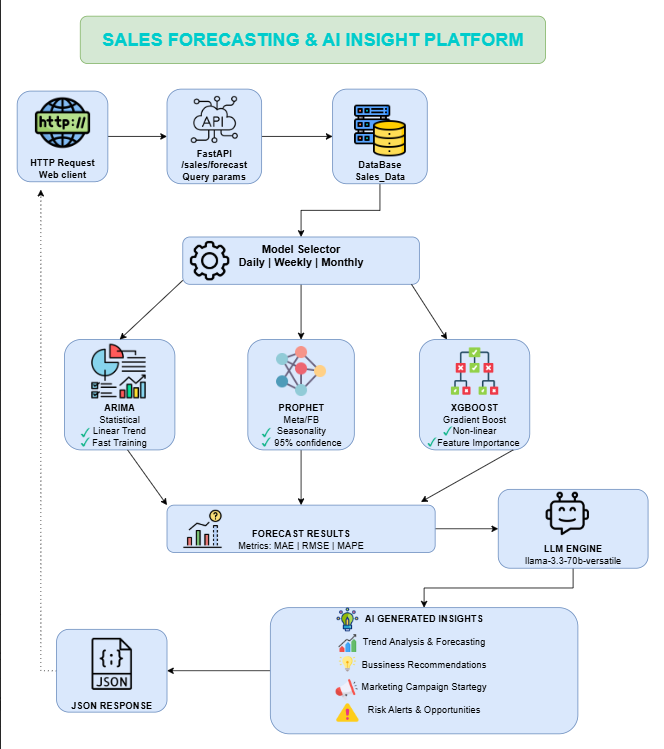 SALES FORECASTING & AI INSIGHT PLATFORM
http://
HTTP Request
Web client
API
FastAPI
/sales/forecast
Query params
DataBase
Sales_Data
Model Selector
Daily | Weekly | Monthly
ARIMA
Statistical
Linear Trend
Fast Training
PROPHET
Meta/FB
Seasonality
95% confidence
XGBOOST
Gradient Boost
Non-linear
Feature Importance
?
FORECAST RESULTS
Metrics: MAE | RMSE | MAPE
LLM ENGINE
llama-3.3-70b-versatile
AI GENERATED INSIGHTS
Trend Analysis & Forecasting
Bussiness Recommendations
Marketing Campaign Startegy
Risk Alerts & Opportunities
{;}
JSON
JSON RESPONSE